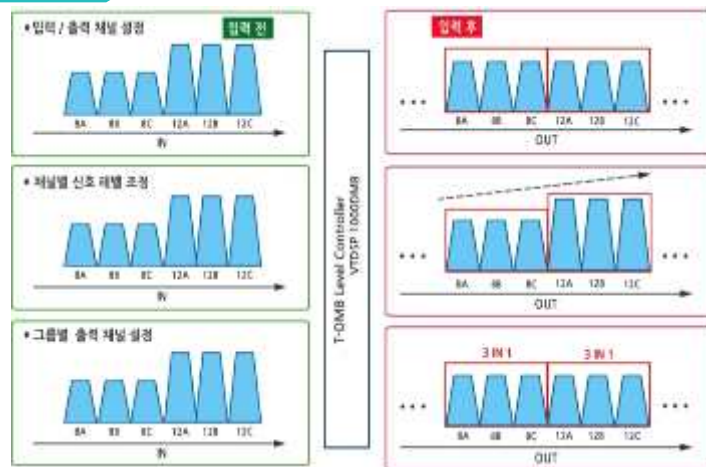 • 입력 / 출력 채널 설정
입력 전
8A 8B 8C 12A 12B 12C
IN
• 채널별 신호 레벨 조정
8A 8B 8C 12A 12B 12C
IN
• 그룹별 출력 채널 설정
8A 8B 8C 12A 12B 12C
IN
T-DMB Level Controller
VTDSP 1000DMB
입력 후
• • • 8A 8B 8C 12A 12B 12C • • •
OUT
• • • 8A 8B 8C 12A 12B 12C • • •
OUT
3 IN 1 3 IN 1
• • • 8A 8B 8C 12A 12B 12C • • •
OUT